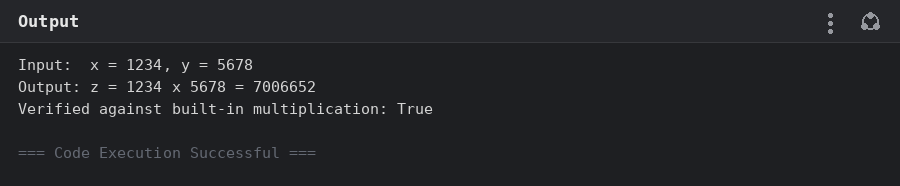 Output
Input:  x = 1234, y = 5678
Output: z = 1234 x 5678 = 7006652
Verified against built-in multiplication: True
=== Code Execution Successful ===